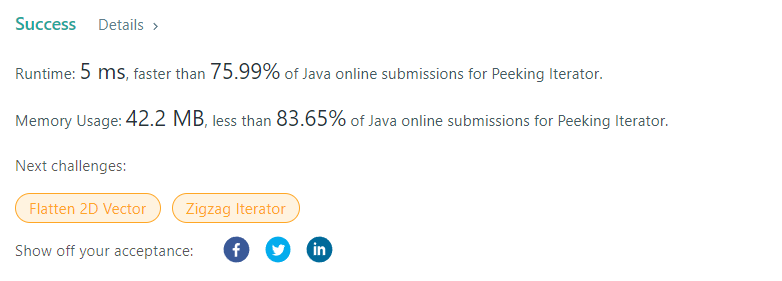 Success Details >
Runtime: 5 ms, faster than 75.99% of Java online submissions for Peeking Iterator.
Memory Usage: 42.2 MB, less than 83.65% of Java online submissions for Peeking Iterator.
Next challenges:
Flatten 2D Vector Zigzag Iterator
Show off your acceptance: f in